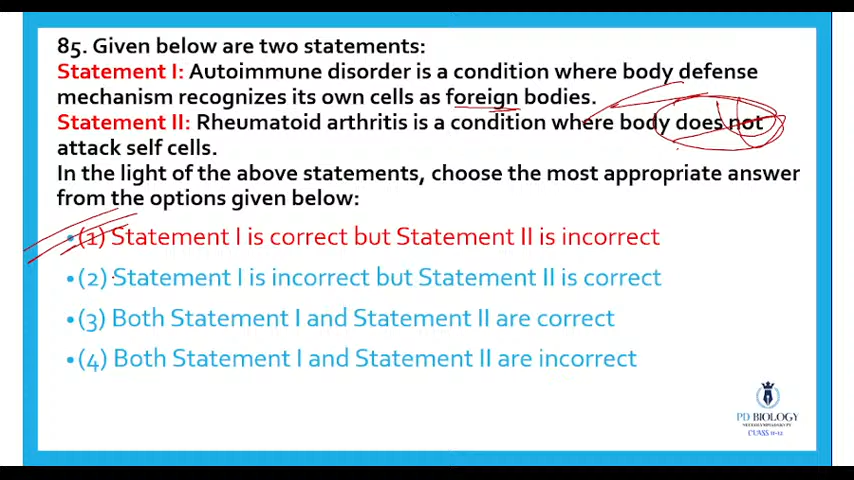 85. Given below are two statements:
Statement I: Autoimmune disorder is a condition where body defense
mechanism recognizes its own cells as foreign bodies.
Statement II: Rheumatoid arthritis is a condition where body does not
attack self cells.
In the light of the above statements, choose the most appropriate answer
from the options given below:
• (1) Statement I is correct but Statement II is incorrect
• (2) Statement I is incorrect but Statement II is correct
• (3) Both Statement I and Statement II are correct
• (4) Both Statement I and Statement II are incorrect
PD BIOLOGY
CLASS 11-12